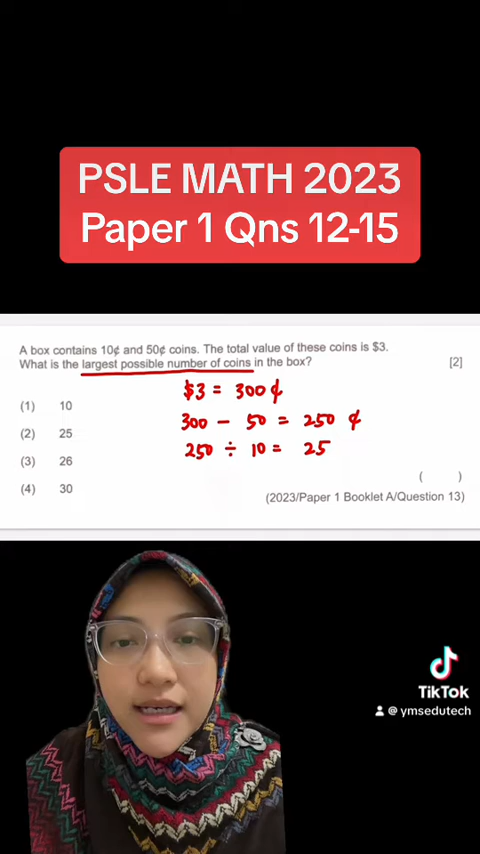 PSLE MATH 2023
Paper 1 Qns 12-15
A box contains 10¢ and 50¢ coins. The total value of these coins is $3.
What is the largest possible number of coins in the box?
[2]
$3 = 300¢
(1) 10
300 - 50 = 250 ¢
(2) 25
250 ÷ 10 = 25
(3) 26
( )
(4) 30
(2023/Paper 1 Booklet A/Question 13)
TikTok
@ ymsedutech